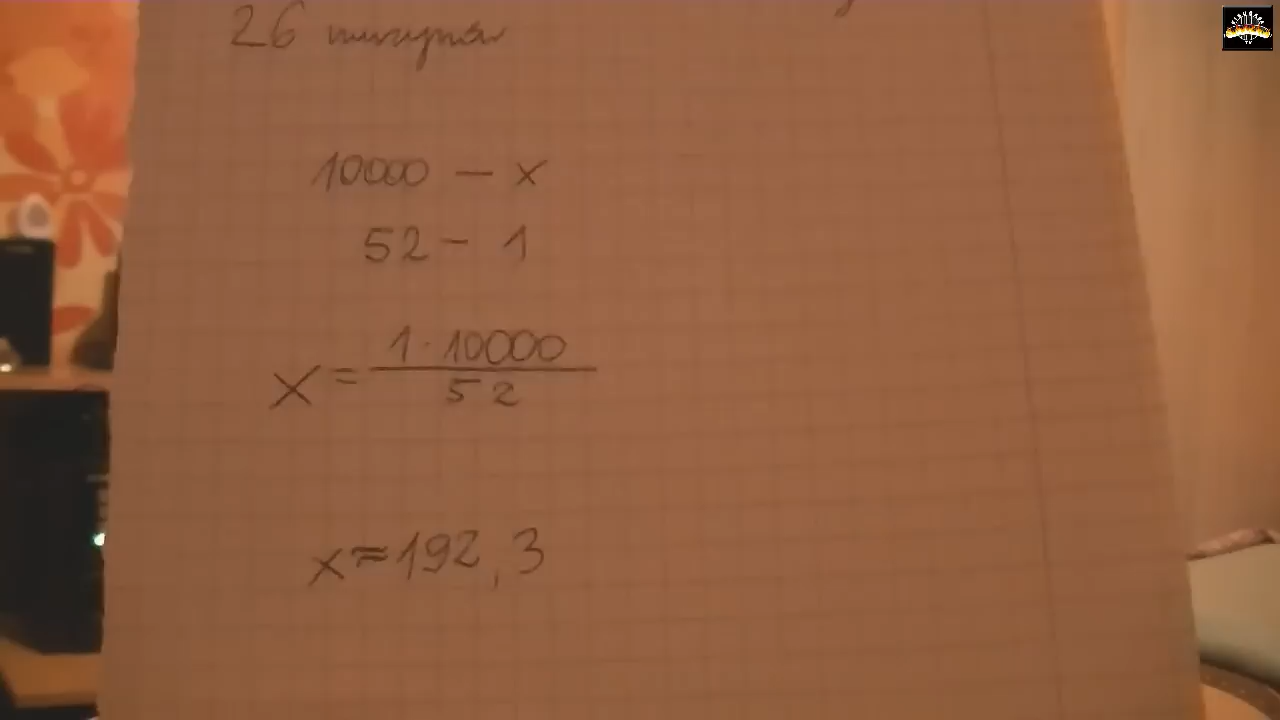 26
10000 — x
52 - 1
x = 1 · 10000 / 52
x ≈ 192,3